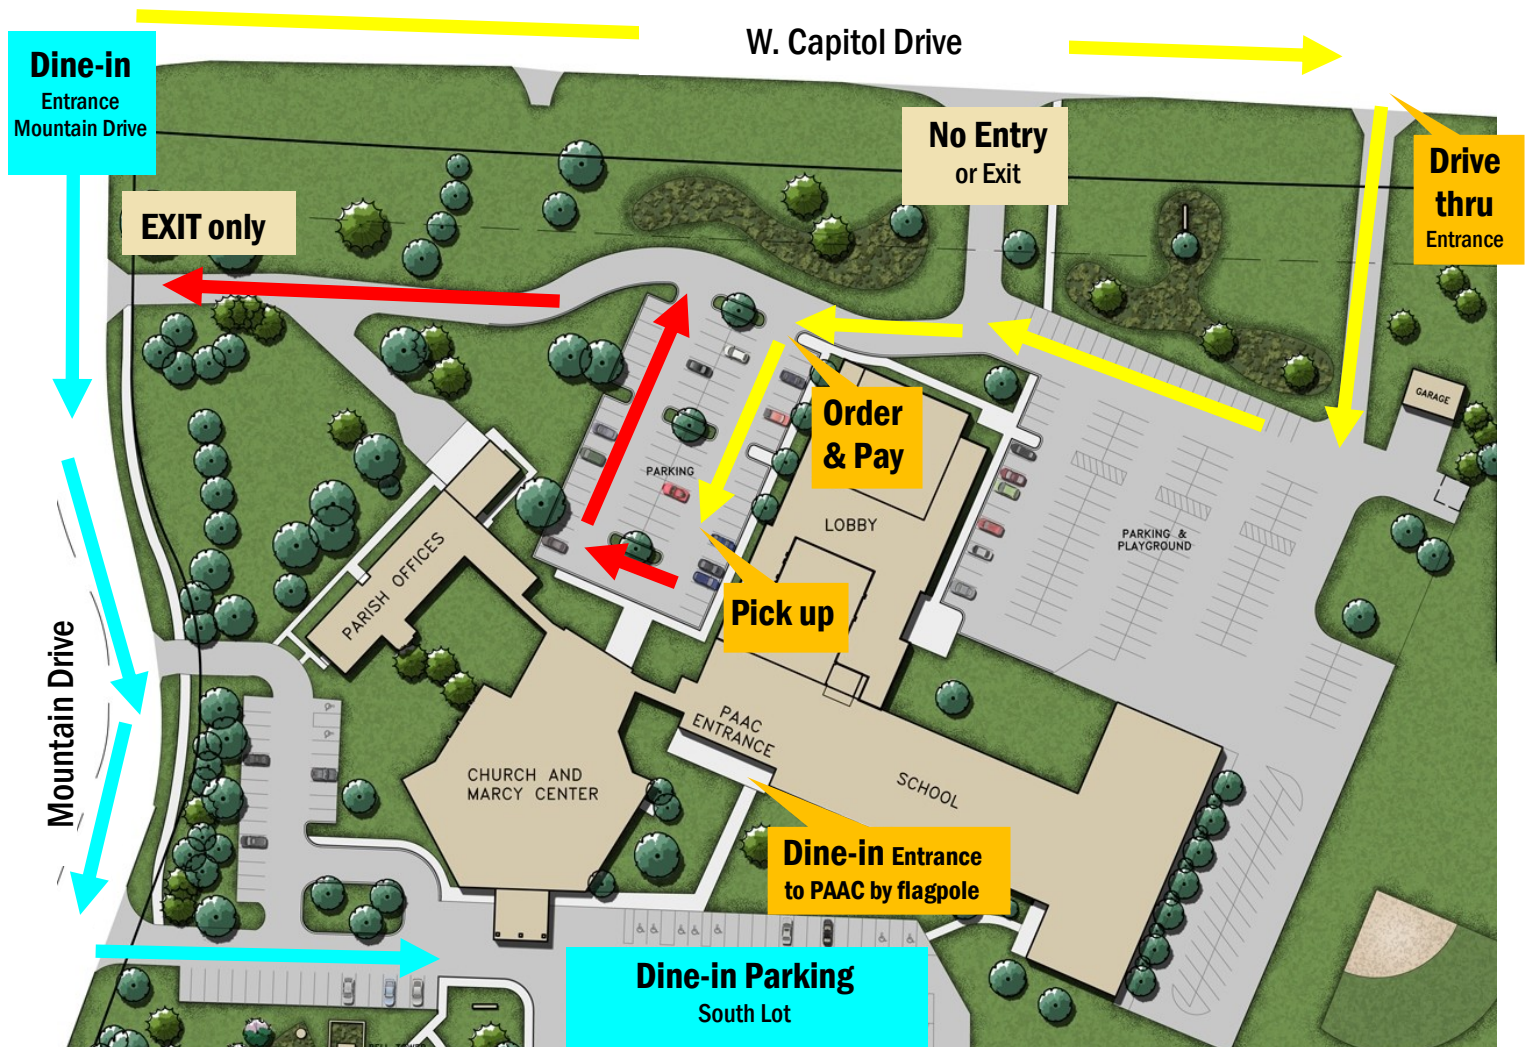 W. Capitol Drive
Dine-in
Entrance
Mountain Drive
No Entry
or Exit
Drive
thru
Entrance
EXIT only
GARAGE
Order
& Pay
PARKING
LOBBY
PARKING &
PLAYGROUND
PARISH OFFICES
Pick up
Mountain Drive
PAAC
ENTRANCE
CHURCH AND
MARCY CENTER
SCHOOL
Dine-in Entrance
to PAAC by flagpole
Dine-in Parking
South Lot
BELL TOWER